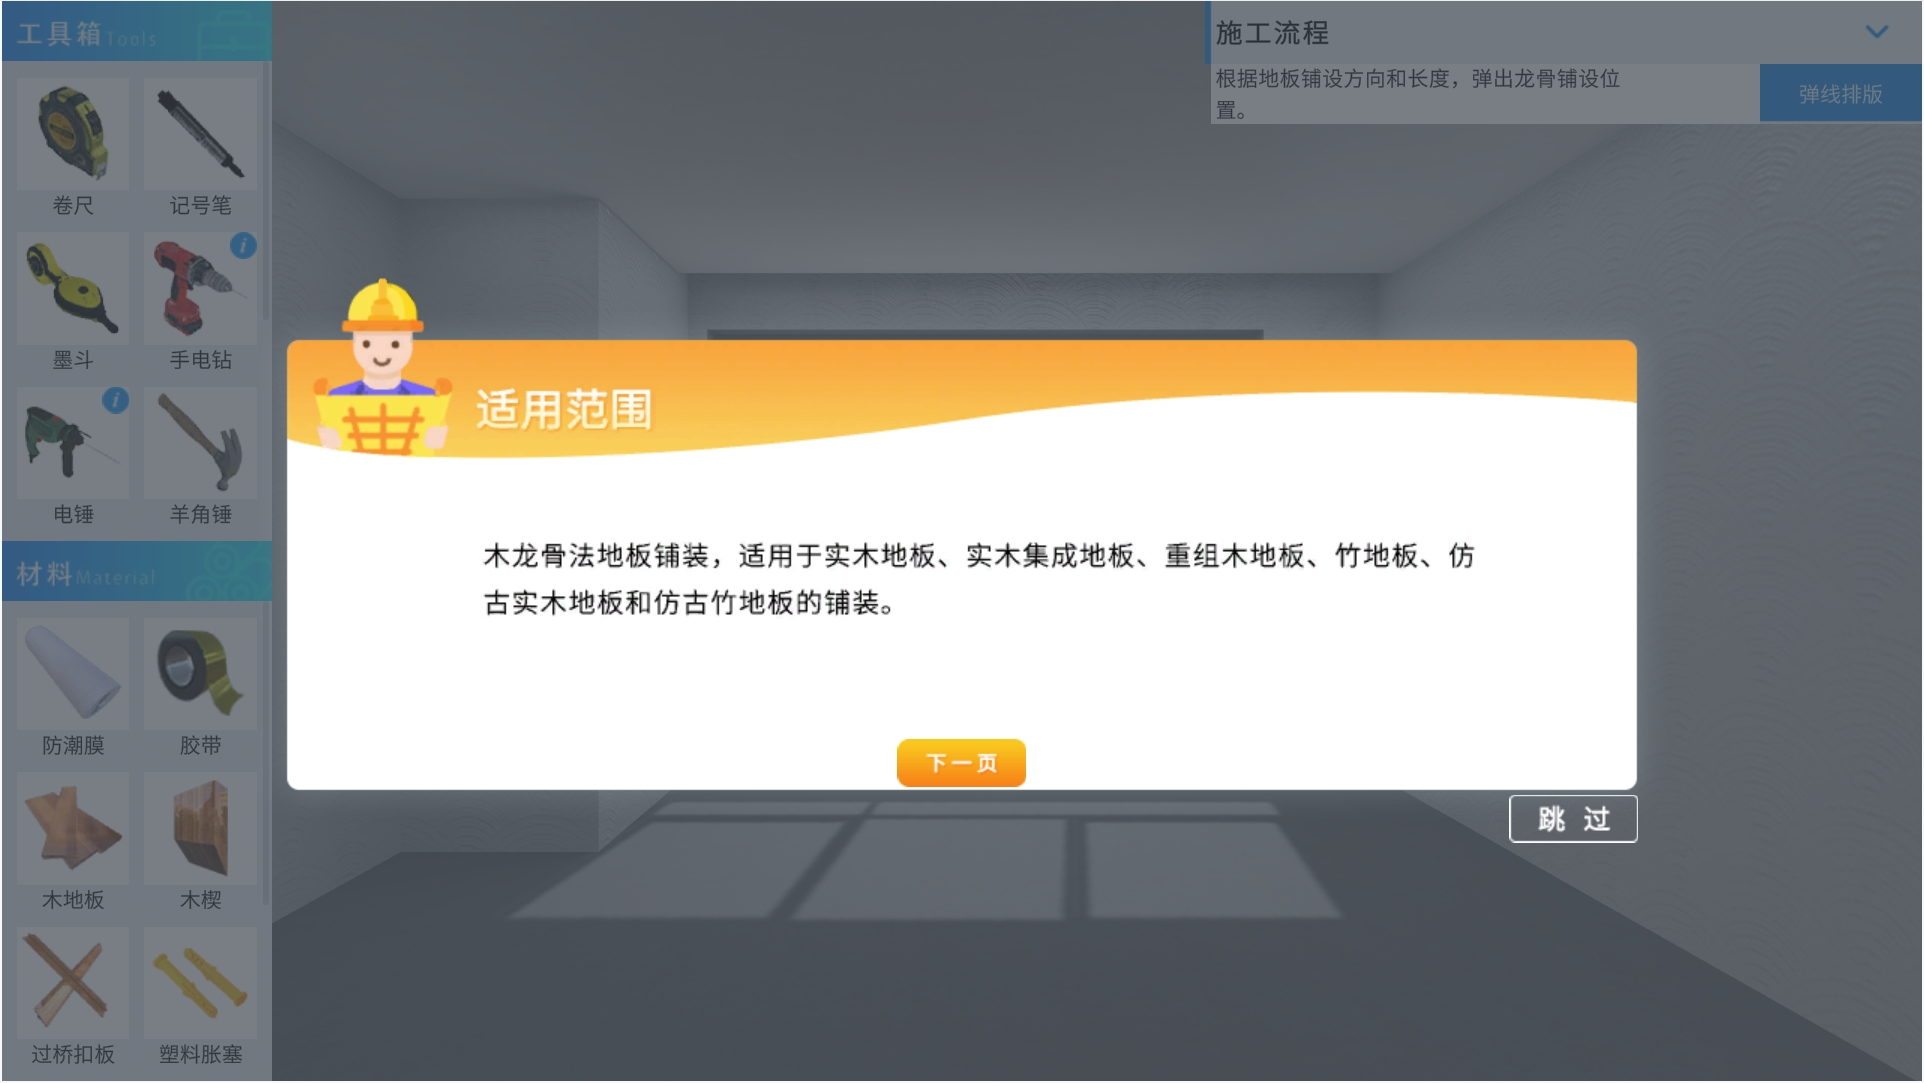 工具箱Tools
卷尺
记号笔
墨斗
手电钻
电锤
羊角锤
材料Material
防潮膜
胶带
木地板
木楔
过桥扣板
塑料胀塞
施工流程
根据地板铺设方向和长度，弹出龙骨铺设位
置。
弹线排版
适用范围
木龙骨法地板铺装，适用于实木地板、实木集成地板、重组木地板、竹地板、仿
古实木地板和仿古竹地板的铺装。
下一页
跳 过